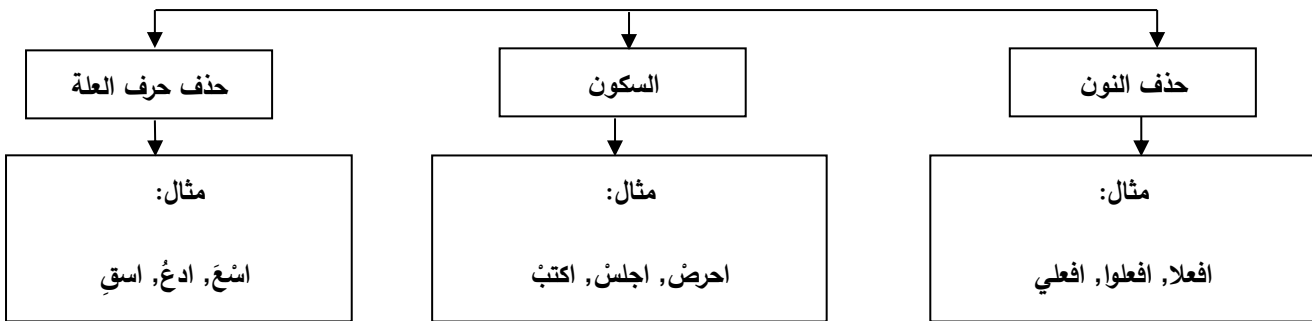 حذف النون
السكون
حذف حرف العلة
مثال:
افعلا, افعلوا, افعلي
مثال:
احرصْ, اجلسْ, اكتبْ
مثال:
اسْعَ, ادعُ, اسقِ